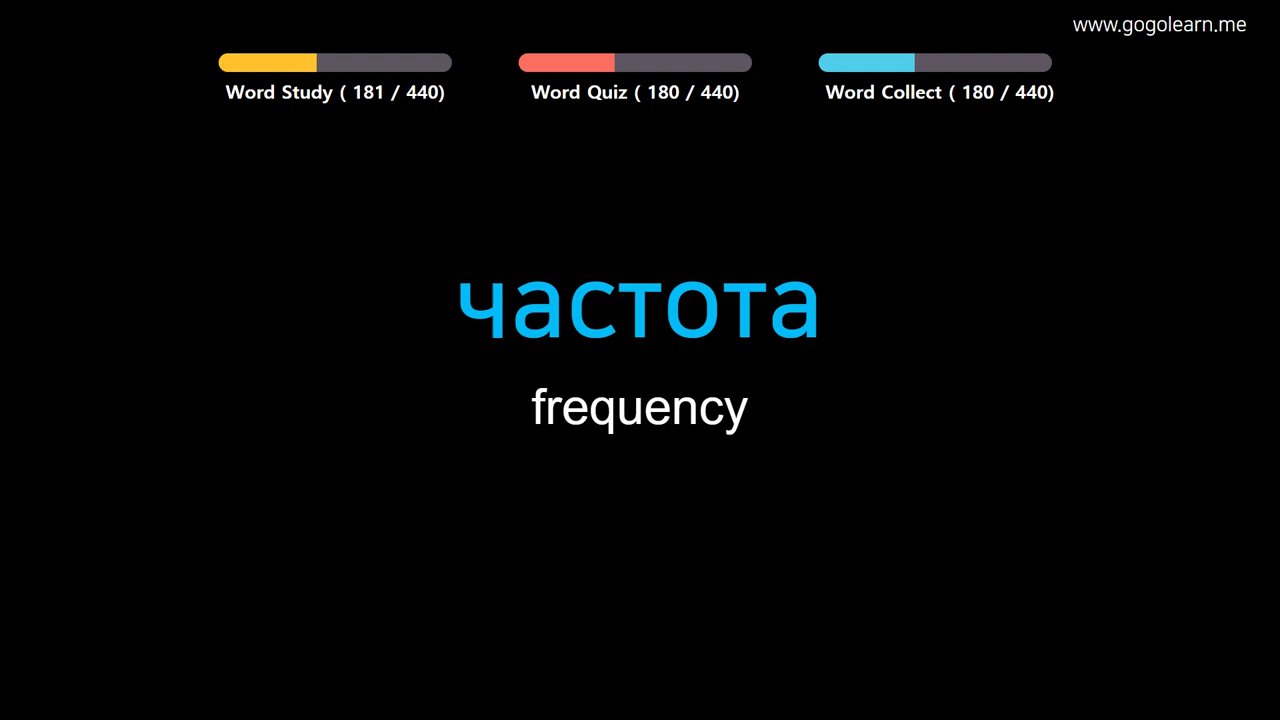 www.gogolearn.me
Word Study ( 181 / 440)
Word Quiz ( 180 / 440)
Word Collect ( 180 / 440)
частота
frequency